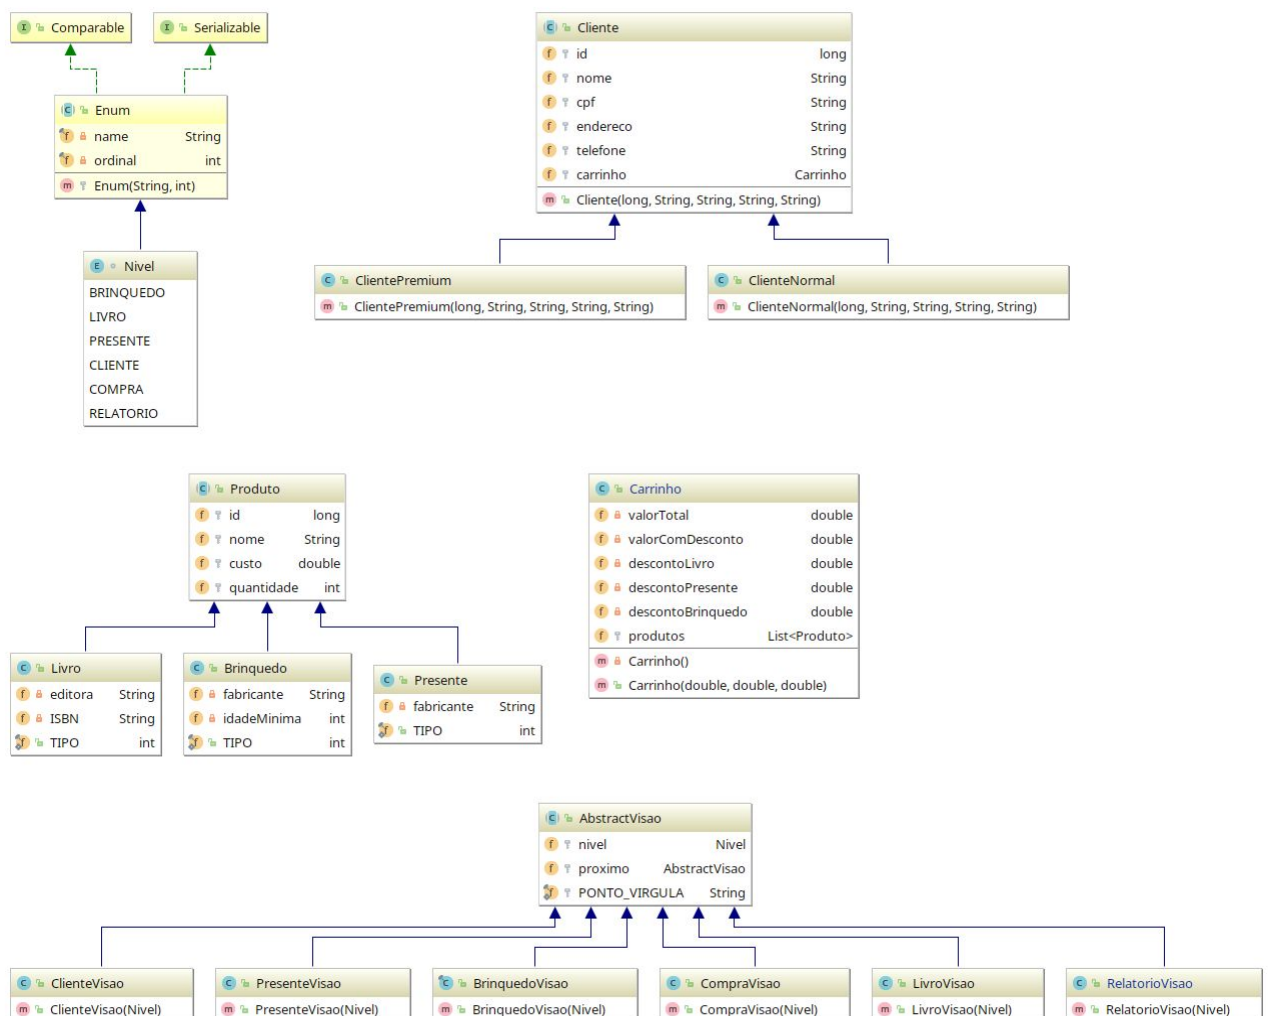 Comparable
Serializable
Enum
name String
ordinal int
Enum(String, int)
Nivel
BRINQUEDO
LIVRO
PRESENTE
CLIENTE
COMPRA
RELATORIO
Cliente
id long
nome String
cpf String
endereco String
telefone String
carrinho Carrinho
Cliente(long, String, String, String, String)
ClientePremium
ClientePremium(long, String, String, String, String)
ClienteNormal
ClienteNormal(long, String, String, String, String)
Produto
id long
nome String
custo double
quantidade int
Carrinho
valorTotal double
valorComDesconto double
descontoLivro double
descontoPresente double
descontoBrinquedo double
produtos List<Produto>
Carrinho()
Carrinho(double, double, double)
Livro
editora String
ISBN String
TIPO int
Brinquedo
fabricante String
idadeMinima int
TIPO int
Presente
fabricante String
TIPO int
AbstractVisao
nivel Nivel
proximo AbstractVisao
PONTO_VIRGULA String
ClienteVisao
ClienteVisao(Nivel)
PresenteVisao
PresenteVisao(Nivel)
BrinquedoVisao
BrinquedoVisao(Nivel)
CompraVisao
CompraVisao(Nivel)
LivroVisao
LivroVisao(Nivel)
RelatorioVisao
RelatorioVisao(Nivel)